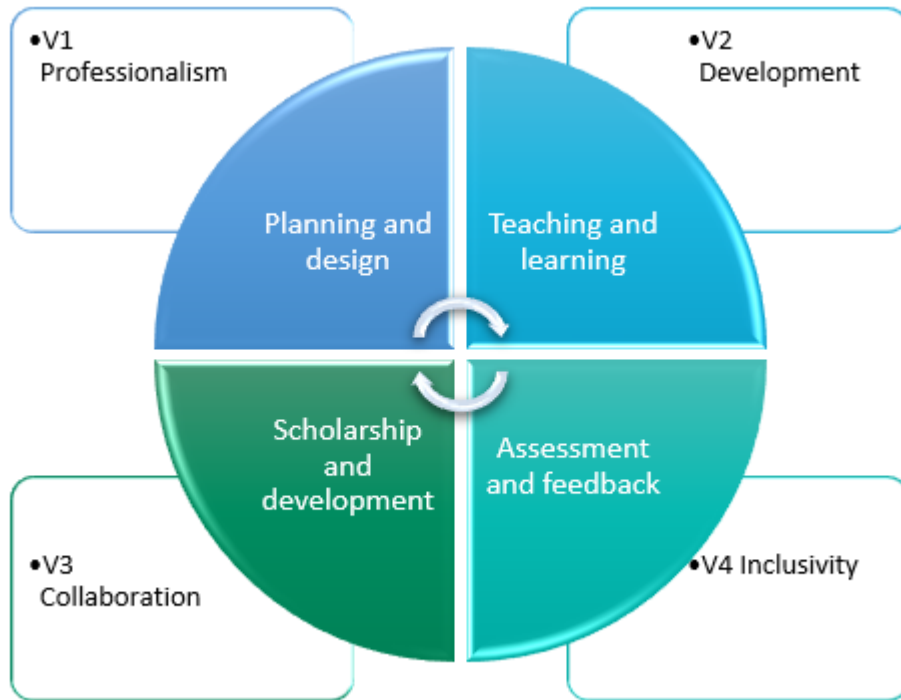 •V1
Professionalism
•V2
Development
Planning and
design
Teaching and
learning
Scholarship
and
development
Assessment
and feedback
•V3
Collaboration
•V4 Inclusivity